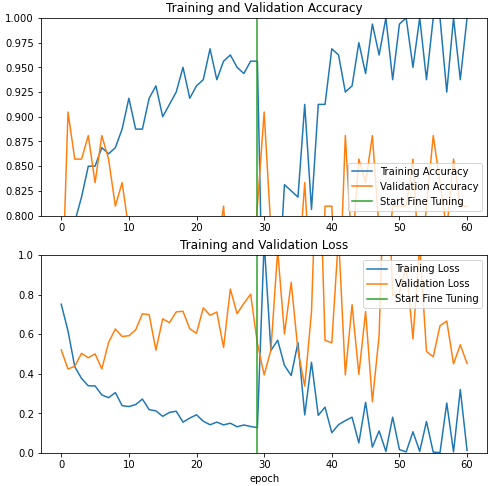 Training and Validation Accuracy
1.000
0.975
0.950
0.925
0.900
0.875
0.850
0.825
0.800
0 10 20 30 40 50 60
Training Accuracy
Validation Accuracy
Start Fine Tuning
Training and Validation Loss
1.0
0.8
0.6
0.4
0.2
0.0
Training Loss
Validation Loss
Start Fine Tuning
0 10 20 30 40 50 60
epoch